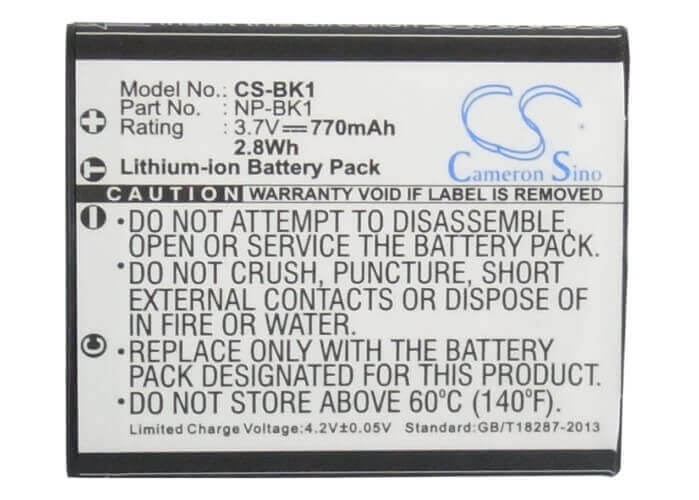 Model No.: CS-BK1
Part No.: NP-BK1
Rating : 3.7V⎓770mAh
2.8Wh
Lithium-ion Battery Pack
CS
Cameron Sino
CAUTION WARRANTY VOID IF LABEL IS REMOVED
•DO NOT ATTEMPT TO DISASSEMBLE,
OPEN OR SERVICE THE BATTERY PACK.
•DO NOT CRUSH, PUNCTURE, SHORT
EXTERNAL CONTACTS OR DISPOSE OF
IN FIRE OR WATER.
•REPLACE ONLY WITH THE BATTERY
PACK DESIGNATED FOR THE PRODUCT.
•DO NOT STORE ABOVE 60°C (140°F).
Limited Charge Voltage:4.2V±0.05V Standard:GB/T18287-2013